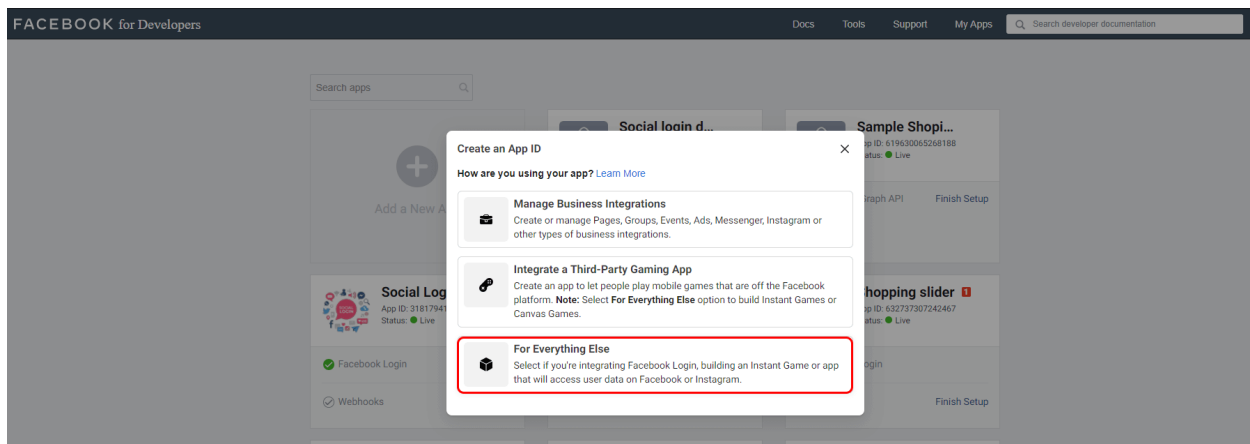 FACEBOOK for Developers
Docs Tools Support My Apps Search developer documentation
Search apps
Add a New A
Social login d...
Sample Shopi...
App ID: 619630065268188
Status: Live
Graph API Finish Setup
Create an App ID
How are you using your app? Learn More
Manage Business Integrations
Create or manage Pages, Groups, Events, Ads, Messenger, Instagram or
other types of business integrations.
Integrate a Third-Party Gaming App
Create an app to let people play mobile games that are off the Facebook
platform. Note: Select For Everything Else option to build Instant Games or
Canvas Games.
For Everything Else
Select if you're integrating Facebook Login, building an Instant Game or app
that will access user data on Facebook or Instagram.
Social Log
App ID: 31817941
Status: Live
Facebook Login
Webhooks
hopping slider 1
pp ID: 632737307242467
atus: Live
ogin
Finish Setup